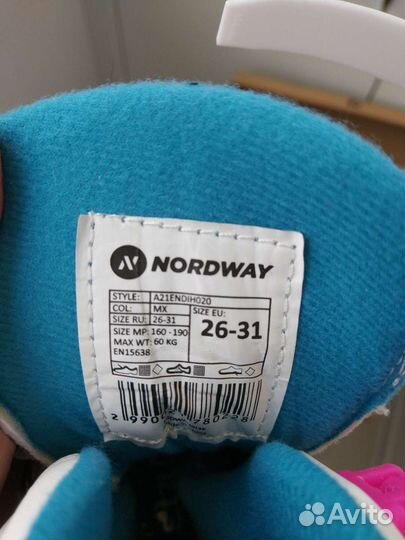 NORDWAY
STYLE: A21ENDIH020
COL: MX
SIZE RU: 26-31
SIZE MP: 160 - 190
MAX WT: 60 KG
EN15638
SIZE EU:
26-31
Avito